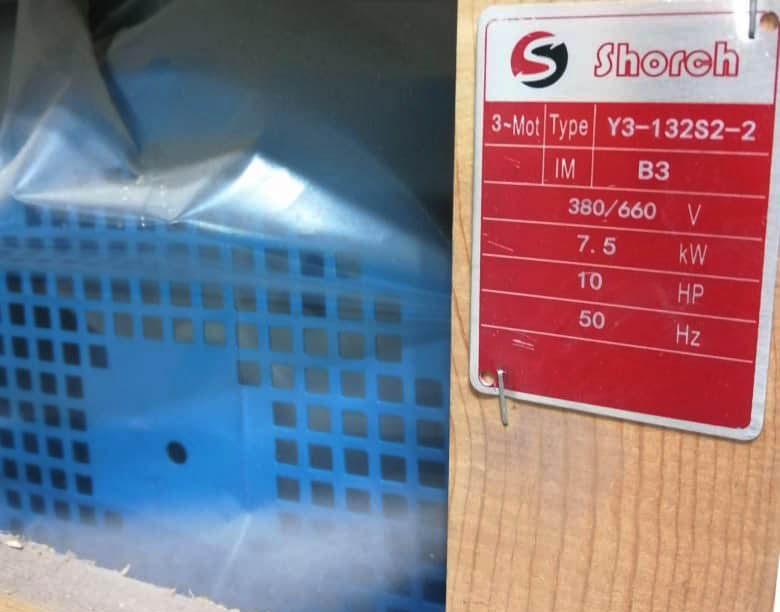 Shorch
3~Mot Type Y3-132S2-2
IM B3
380/660 V
7.5 kW
10 HP
50 Hz